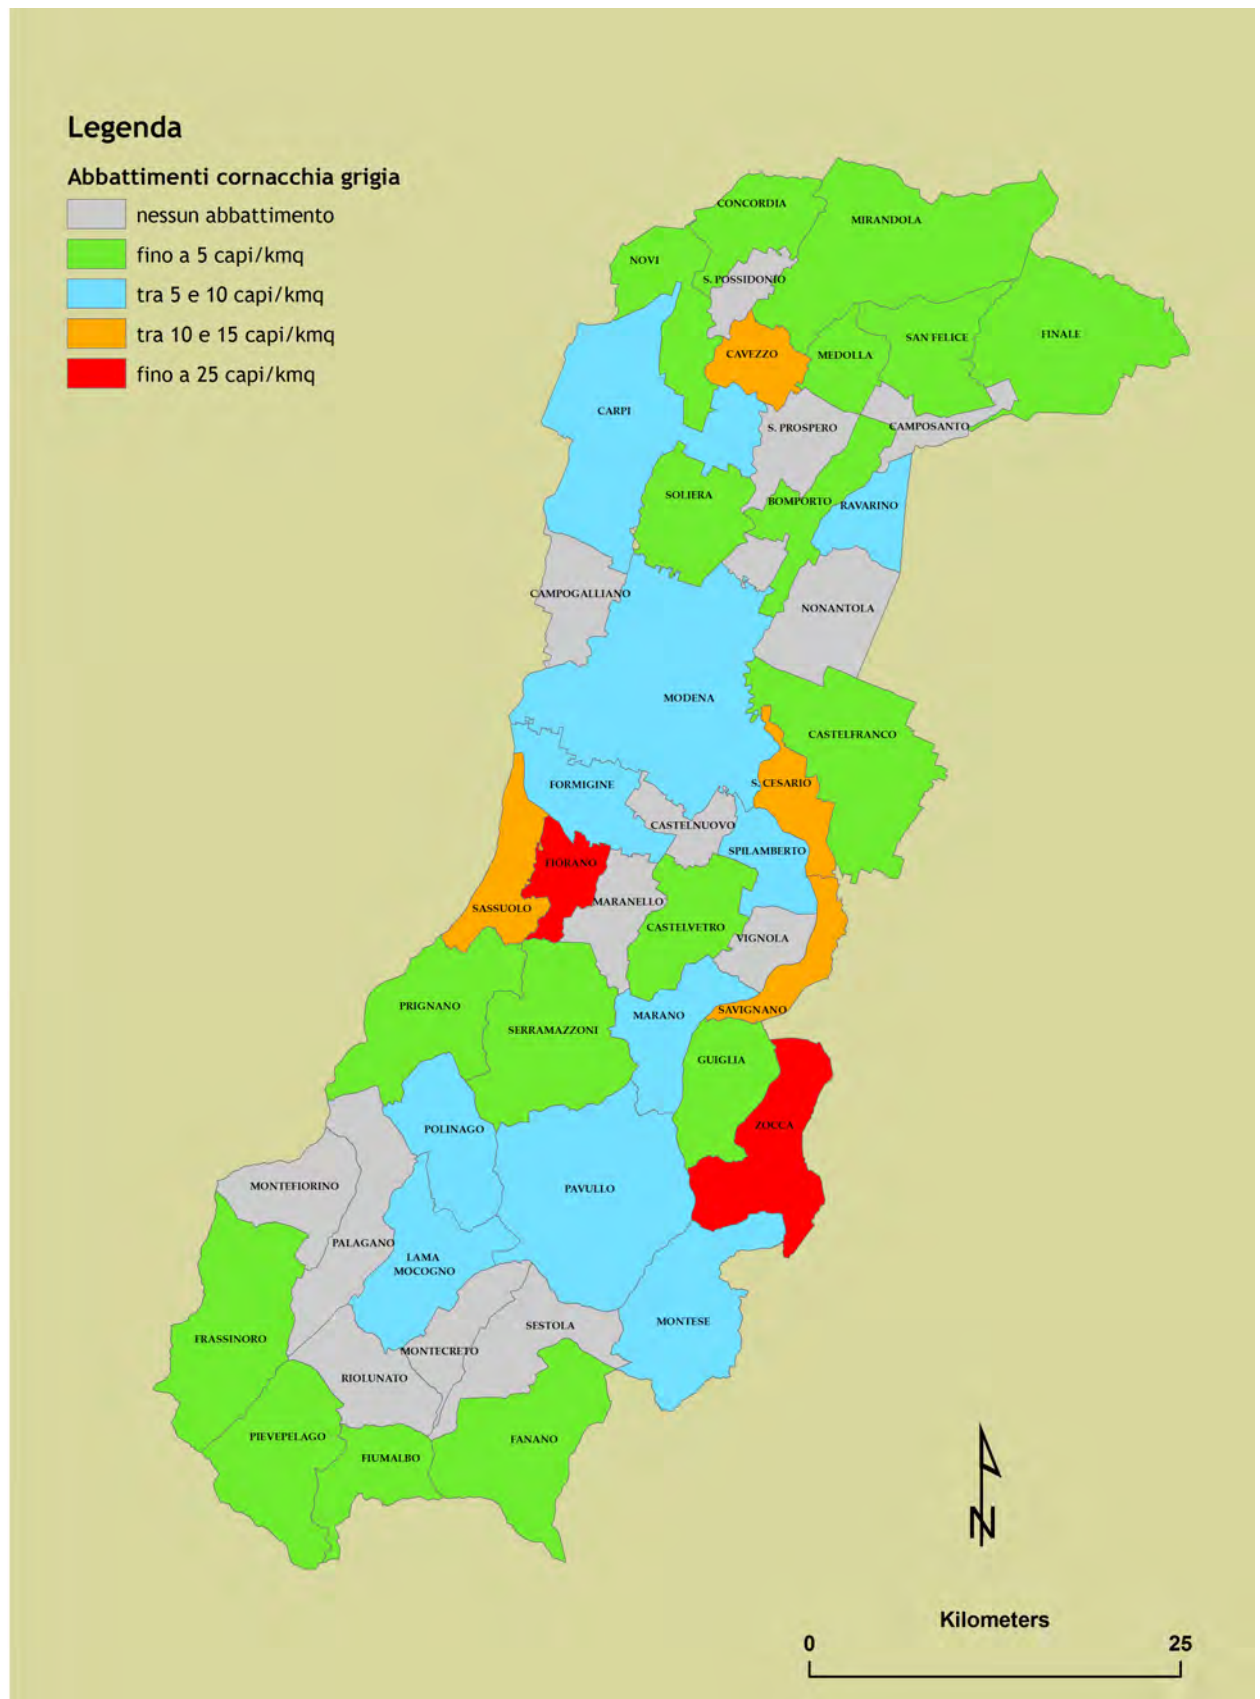 Legenda
Abbattimenti cornacchia grigia
nessun abbattimento
fino a 5 capi/kmq
tra 5 e 10 capi/kmq
tra 10 e 15 capi/kmq
fino a 25 capi/kmq
CONCORDIA
MIRANDOLA
NOVI
S. POSSIDONIO
CAVEZZO
MEDOLLA
SAN FELICE
FINALE
CARPI
S. PROSPERO
CAMPOSANTO
SOLIERA
BOMPORTO
RAVARINO
CAMPOGALLIANO
NONANTOLA
MODENA
CASTELFRANCO
FORMIGINE
S. CESARIO
CASTELNUOVO
SPILAMBERTO
FIORANO
MARANELLO
SASSUOLO
CASTELVETRO
VIGNOLA
PRIGNANO
SERRAMAZZONI
MARANO
SAVIGNANO
GUIGLIA
POLINAGO
ZOCCA
MONTEFIORINO
PAVULLO
PALAGANO
LAMA
MOCOGNO
FRASSINORO
MONTECRETO
SESTOLA
MONTESE
RIOLUNATO
PIEVEPELAGO
FIUMALBO
FANANO
N
Kilometers
0 25